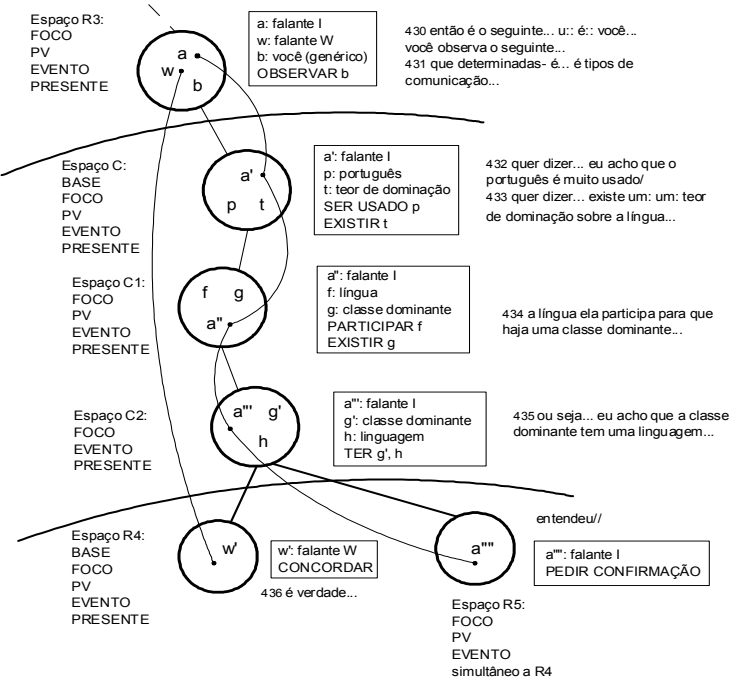 Espaço R3:
FOCO
PV
EVENTO
PRESENTE
a
w
b
a: falante I
w: falante W
b: você (genérico)
OBSERVAR b
430 então é o seguinte... u:: é:: você...
você observa o seguinte...
431 que determinadas- é... é tipos de
comunicação...
Espaço C:
BASE
FOCO
PV
EVENTO
PRESENTE
a'
p t
a': falante I
p: português
t: teor de dominação
SER USADO p
EXISTIR t
432 quer dizer... eu acho que o
português é muito usado/
433 quer dizer... existe um: um: teor
de dominação sobre a língua...
Espaço C1:
FOCO
PV
EVENTO
PRESENTE
f g
a"
a": falante I
f: língua
g: classe dominante
PARTICIPAR f
EXISTIR g
434 a língua ela participa para que
haja uma classe dominante...
Espaço C2:
FOCO
EVENTO
PRESENTE
a"' g'
h
a"': falante I
g': classe dominante
h: linguagem
TER g', h
435 ou seja... eu acho que a classe
dominante tem uma linguagem...
Espaço R4:
BASE
FOCO
PV
EVENTO
PRESENTE
w'
w': falante W
CONCORDAR
436 é verdade...
a""
entendeu//
a"": falante I
PEDIR CONFIRMAÇÃO
Espaço R5:
FOCO
PV
EVENTO
simultâneo a R4